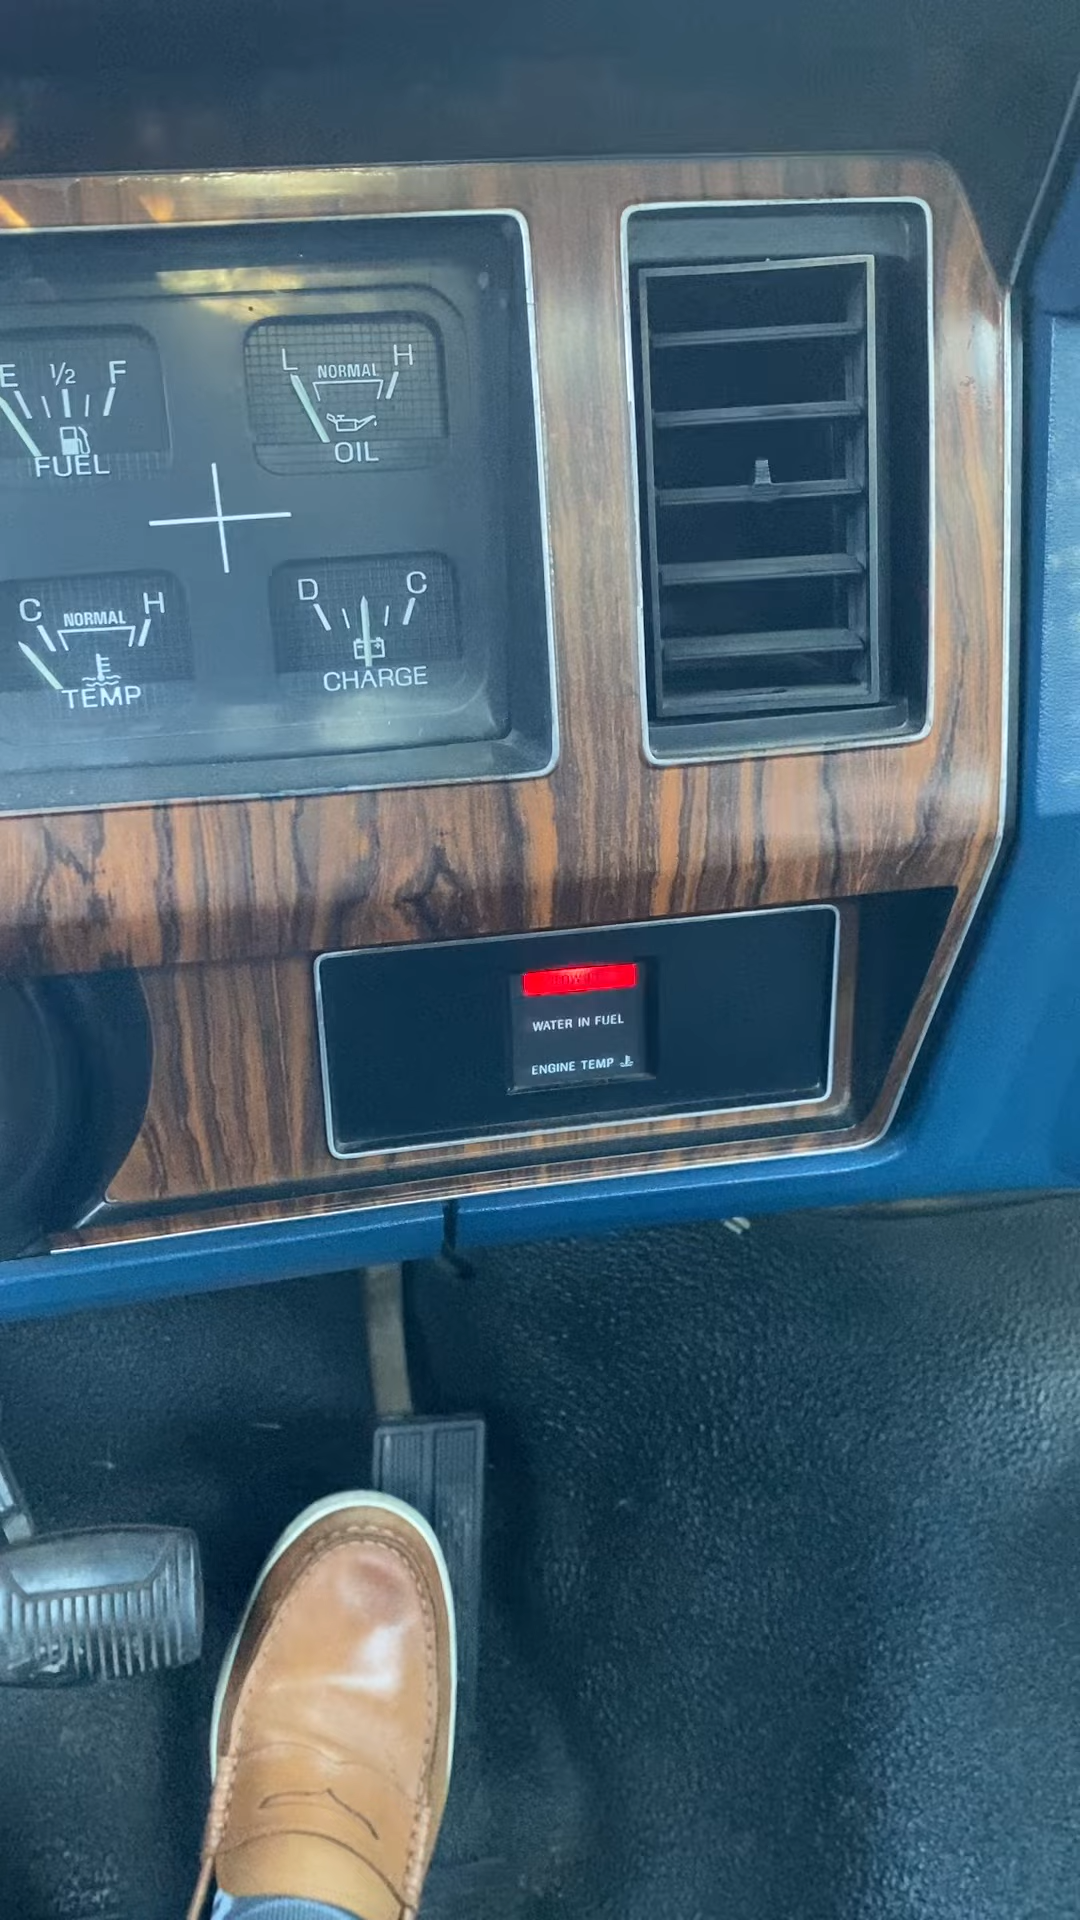 E 1/2 F
FUEL
L NORMAL H
OIL
C NORMAL H
TEMP
D C
CHARGE
WATER IN FUEL
ENGINE TEMP